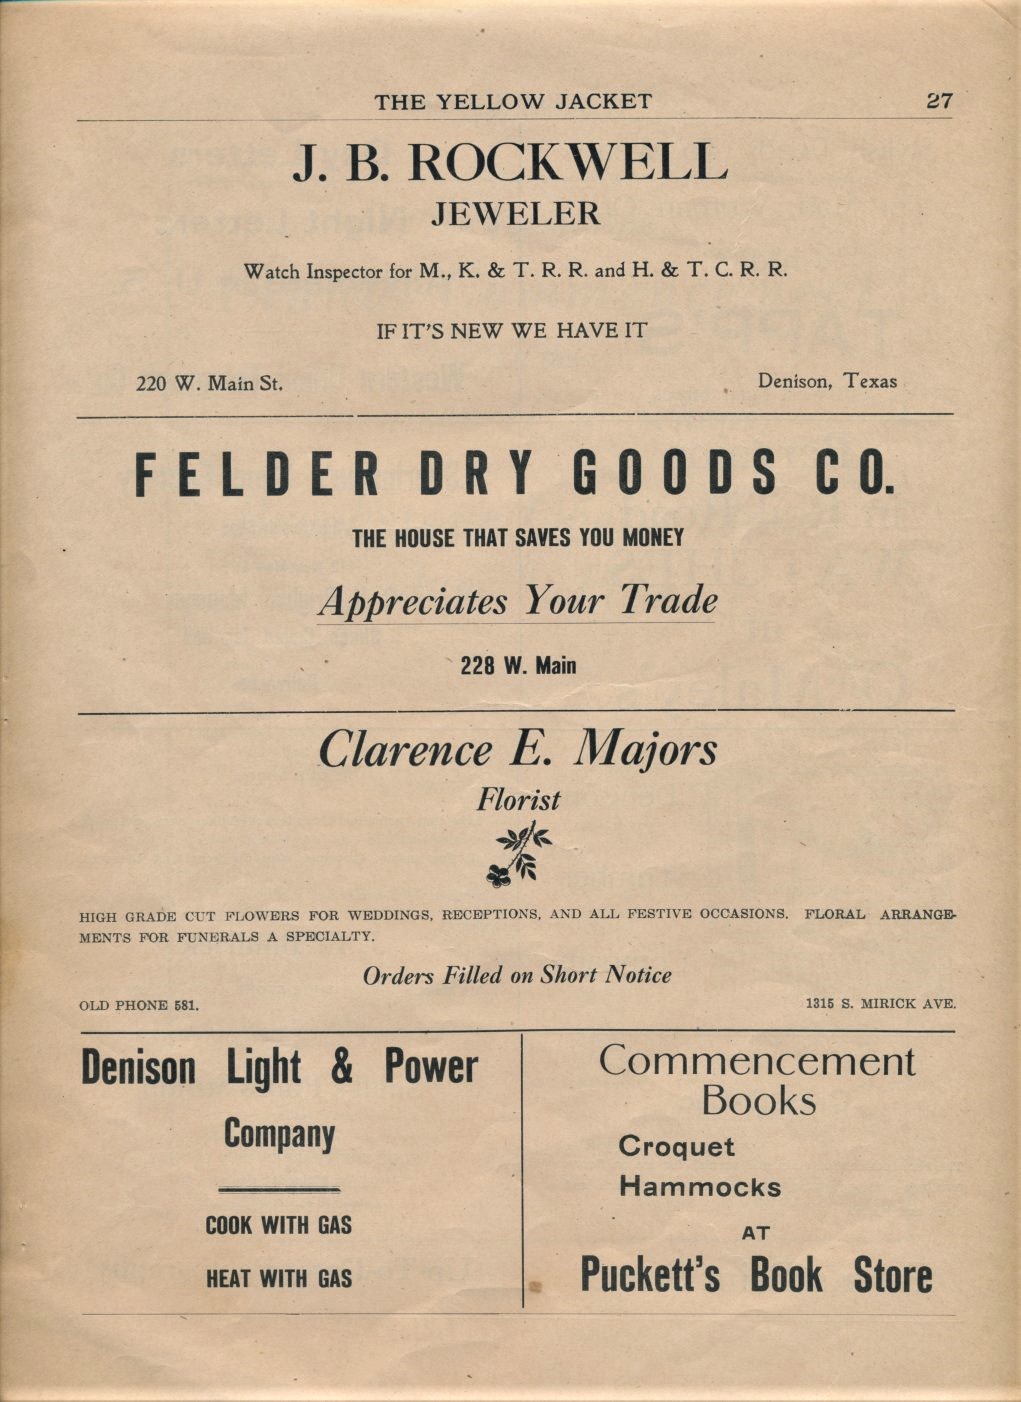 THE YELLOW JACKET 27
J. B. ROCKWELL
JEWELER
Watch Inspector for M., K. & T. R. R. and H. & T. C. R. R.
IF IT'S NEW WE HAVE IT
220 W. Main St. Denison, Texas
FELDER DRY GOODS CO.
THE HOUSE THAT SAVES YOU MONEY
Appreciates Your Trade
228 W. Main
Clarence E. Majors
Florist
HIGH GRADE CUT FLOWERS FOR WEDDINGS, RECEPTIONS, AND ALL FESTIVE OCCASIONS. FLORAL ARRANGE-
MENTS FOR FUNERALS A SPECIALTY.
Orders Filled on Short Notice
OLD PHONE 581. 1315 S. MIRICK AVE.
Denison Light & Power
Company
COOK WITH GAS
HEAT WITH GAS
Commencement
Books
Croquet
Hammocks
AT
Puckett's Book Store